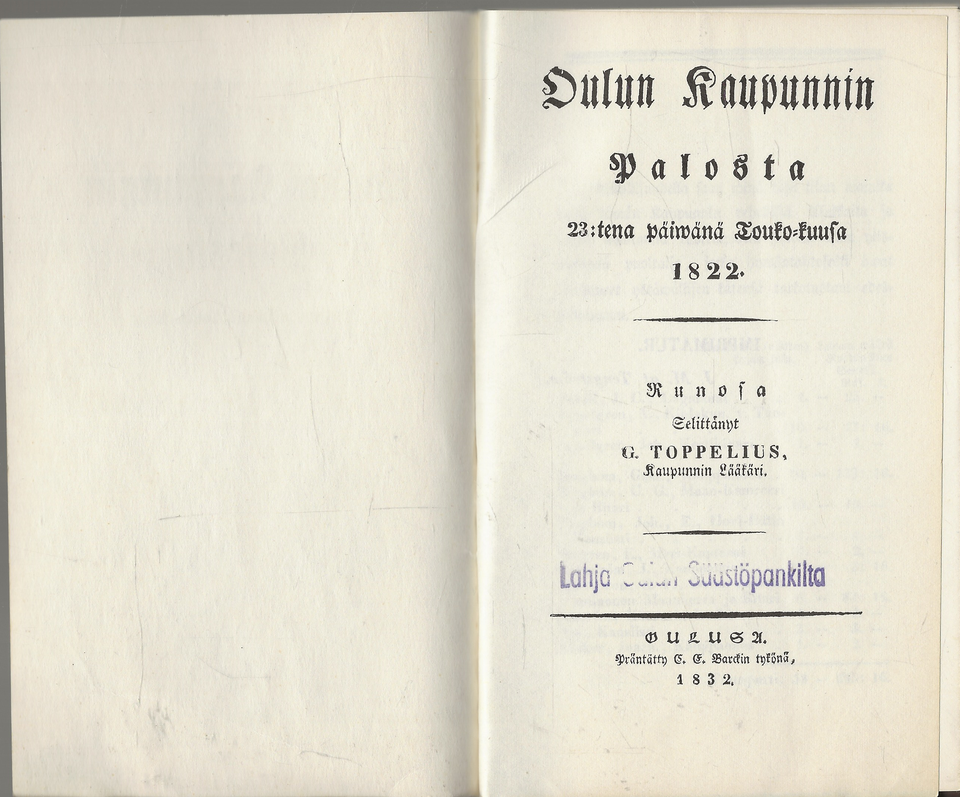 Oulun Kaupunnin
Palosta
23:tena päiwänä Touko-kuusa
1822.
Runosa
Selittänyt
G. TOPPELIUS,
Kaupunnin Lääkäri.
Lahja Oulun Säästöpankilta
OULUSA.
Präntätty C. E. Barckin tykönä,
1832.